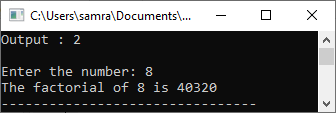 C:\Users\samra\Documents\...
Output : 2
Enter the number: 8
The factorial of 8 is 40320
--------------------------------